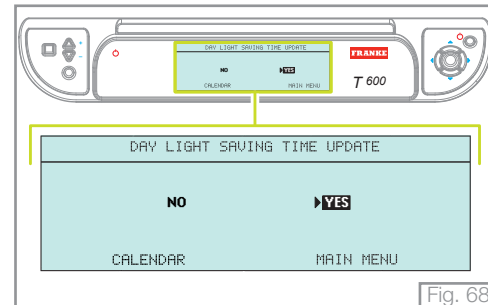 DAY LIGHT SAVING TIME UPDATE
FRANKE
NO YES
T 600
CALENDAR MAIN MENU
DAY LIGHT SAVING TIME UPDATE
NO YES
CALENDAR MAIN MENU
Fig. 68